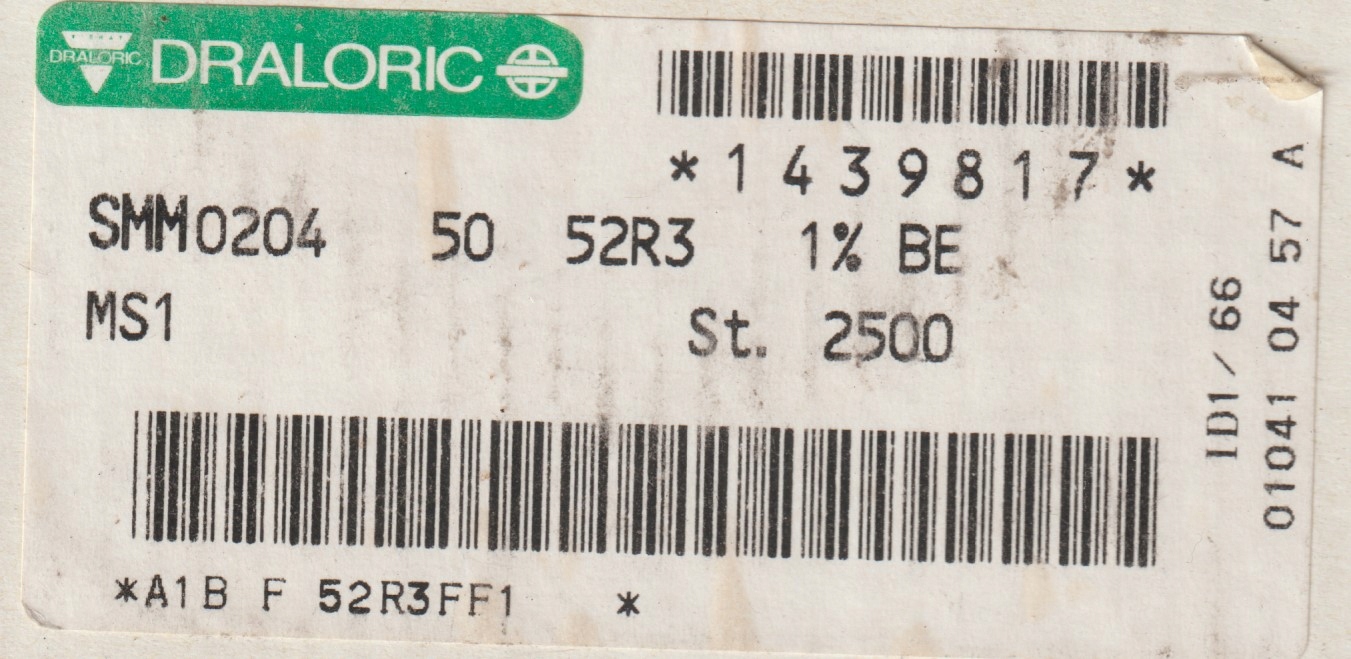 DRALORIC
DRALORIC
*1439817*
SMM0204 50 52R3 1% BE
MS1 St. 2500
*A1B F 52R3FF1 *
ID1/66
01041 04 57 A